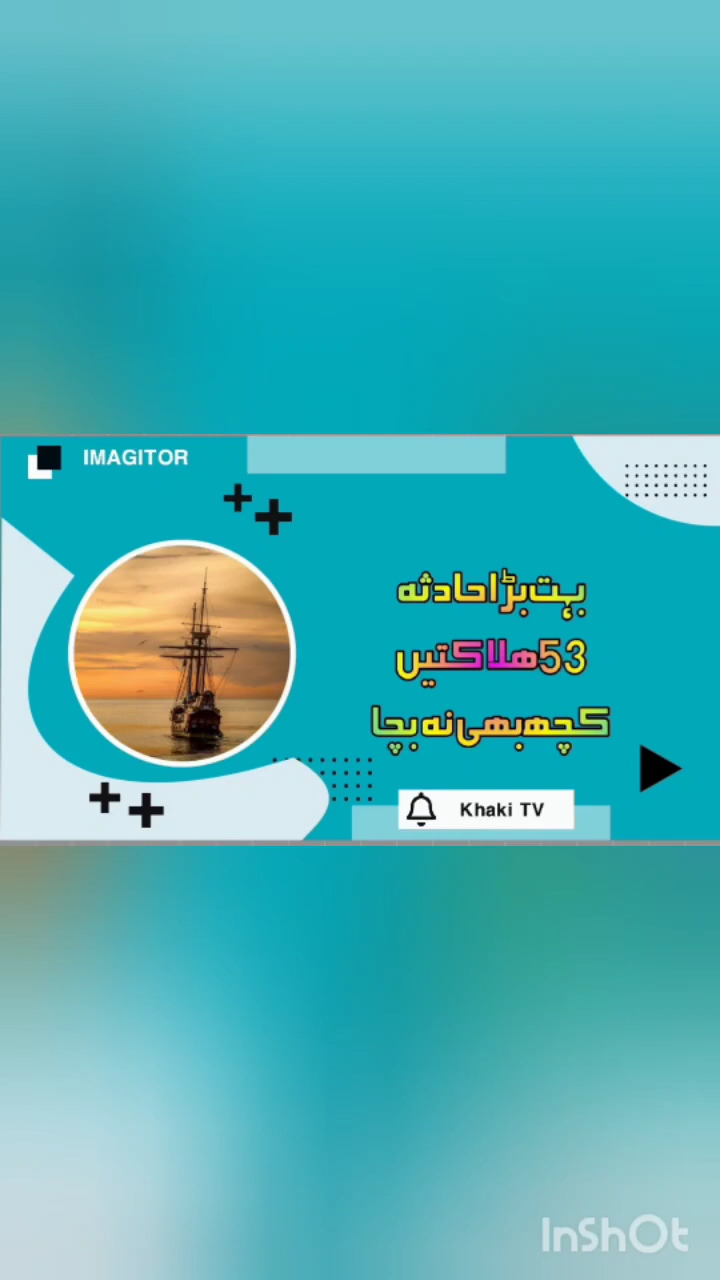 IMAGITOR
بہت بڑا حادثہ
53 ھلاکتیں
کچھ بھی نہ بچا
Khaki TV
InShOt